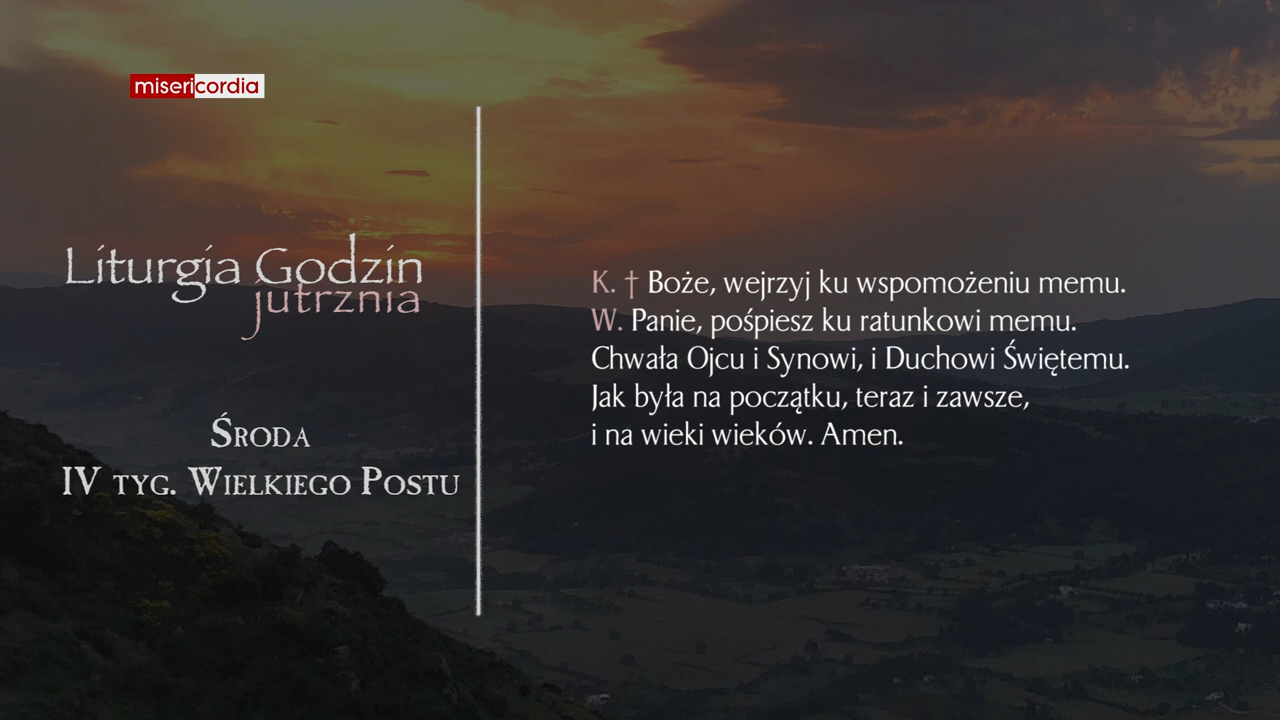 misericordia
Liturgia Godzin
jutrznia
Środa
IV tyg. Wielkiego Postu
K. † Boże, wejrzyj ku wspomożeniu memu.
W. Panie, pośpiesz ku ratunkowi memu.
Chwała Ojcu i Synowi, i Duchowi Świętemu.
Jak była na początku, teraz i zawsze,
i na wieki wieków. Amen.